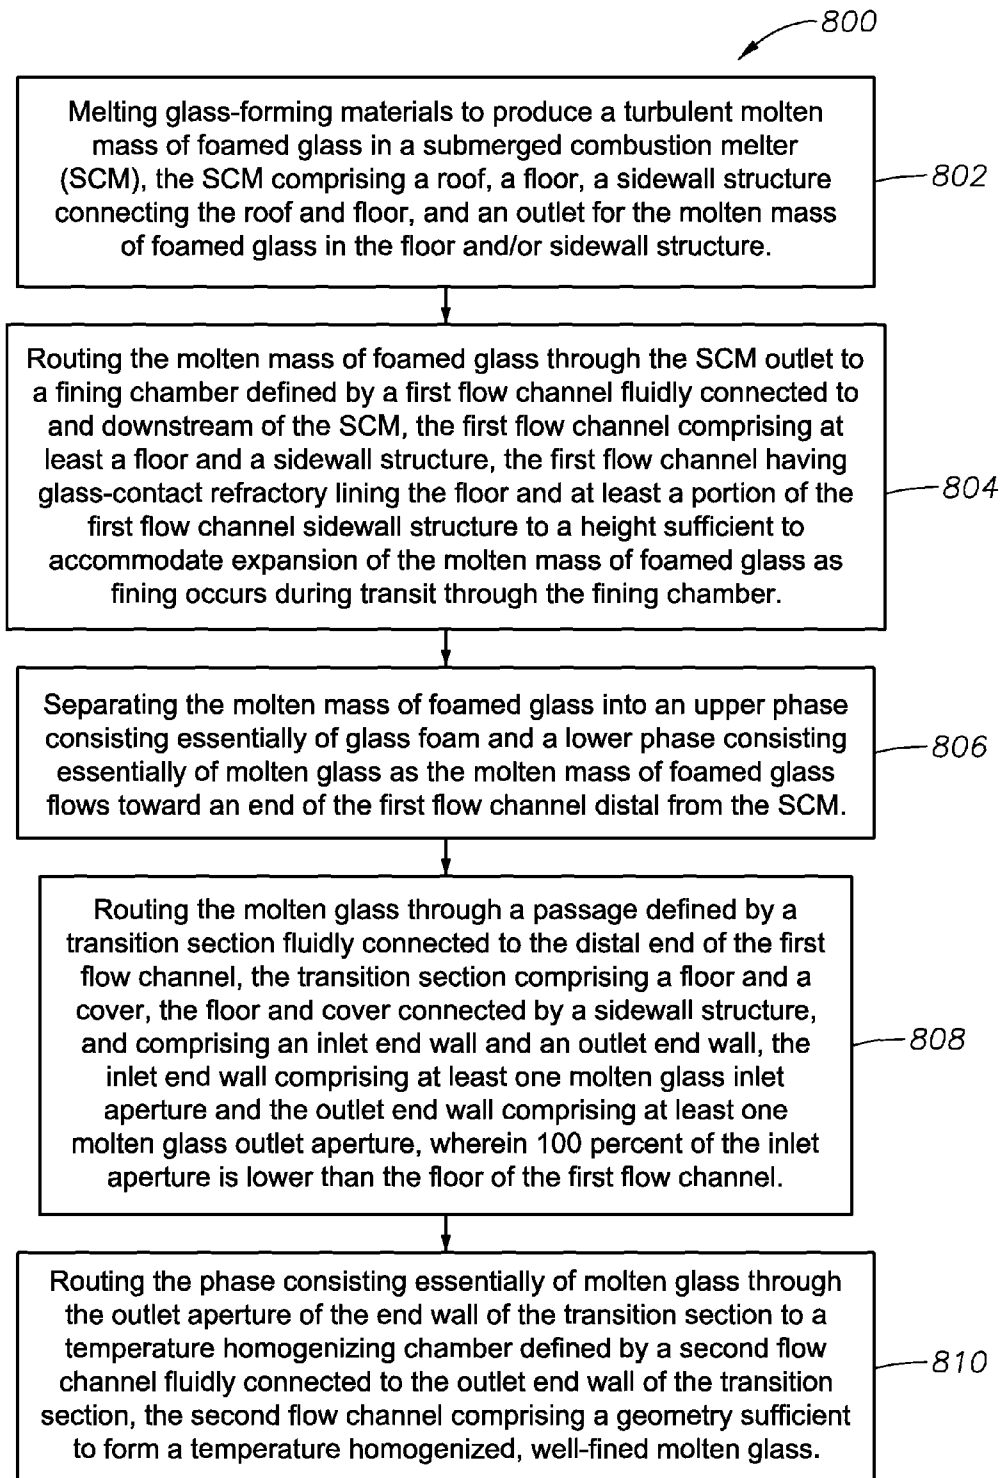 800
Melting glass-forming materials to produce a turbulent molten
mass of foamed glass in a submerged combustion melter
(SCM), the SCM comprising a roof, a floor, a sidewall structure
connecting the roof and floor, and an outlet for the molten mass
of foamed glass in the floor and/or sidewall structure.
802
Routing the molten mass of foamed glass through the SCM outlet to
a fining chamber defined by a first flow channel fluidly connected to
and downstream of the SCM, the first flow channel comprising at
least a floor and a sidewall structure, the first flow channel having
glass-contact refractory lining the floor and at least a portion of the
first flow channel sidewall structure to a height sufficient to
accommodate expansion of the molten mass of foamed glass as
fining occurs during transit through the fining chamber.
804
Separating the molten mass of foamed glass into an upper phase
consisting essentially of glass foam and a lower phase consisting
essentially of molten glass as the molten mass of foamed glass
flows toward an end of the first flow channel distal from the SCM.
806
Routing the molten glass through a passage defined by a
transition section fluidly connected to the distal end of the first
flow channel, the transition section comprising a floor and a
cover, the floor and cover connected by a sidewall structure,
and comprising an inlet end wall and an outlet end wall, the
inlet end wall comprising at least one molten glass inlet
aperture and the outlet end wall comprising at least one
molten glass outlet aperture, wherein 100 percent of the inlet
aperture is lower than the floor of the first flow channel.
808
Routing the phase consisting essentially of molten glass through
the outlet aperture of the end wall of the transition section to a
temperature homogenizing chamber defined by a second flow
channel fluidly connected to the outlet end wall of the transition
section, the second flow channel comprising a geometry sufficient
to form a temperature homogenized, well-fined molten glass.
810